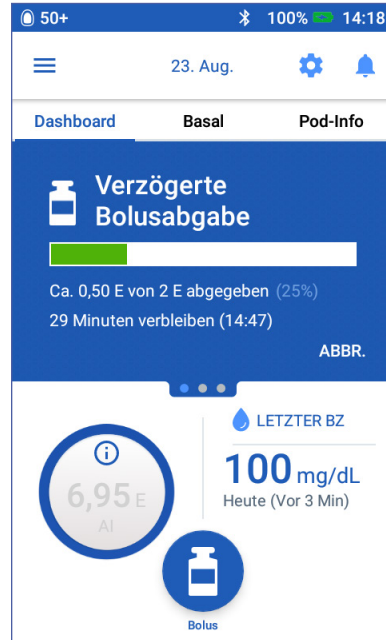 50+ 100% 14:18
23. Aug.
Dashboard Basal Pod-Info
Verzögerte
Bolusabgabe
Ca. 0,50 E von 2 E abgegeben (25%)
29 Minuten verbleiben (14:47)
ABBR.
LETZTER BZ
100 mg/dL
Heute (Vor 3 Min)
6,95 E
AI
Bolus